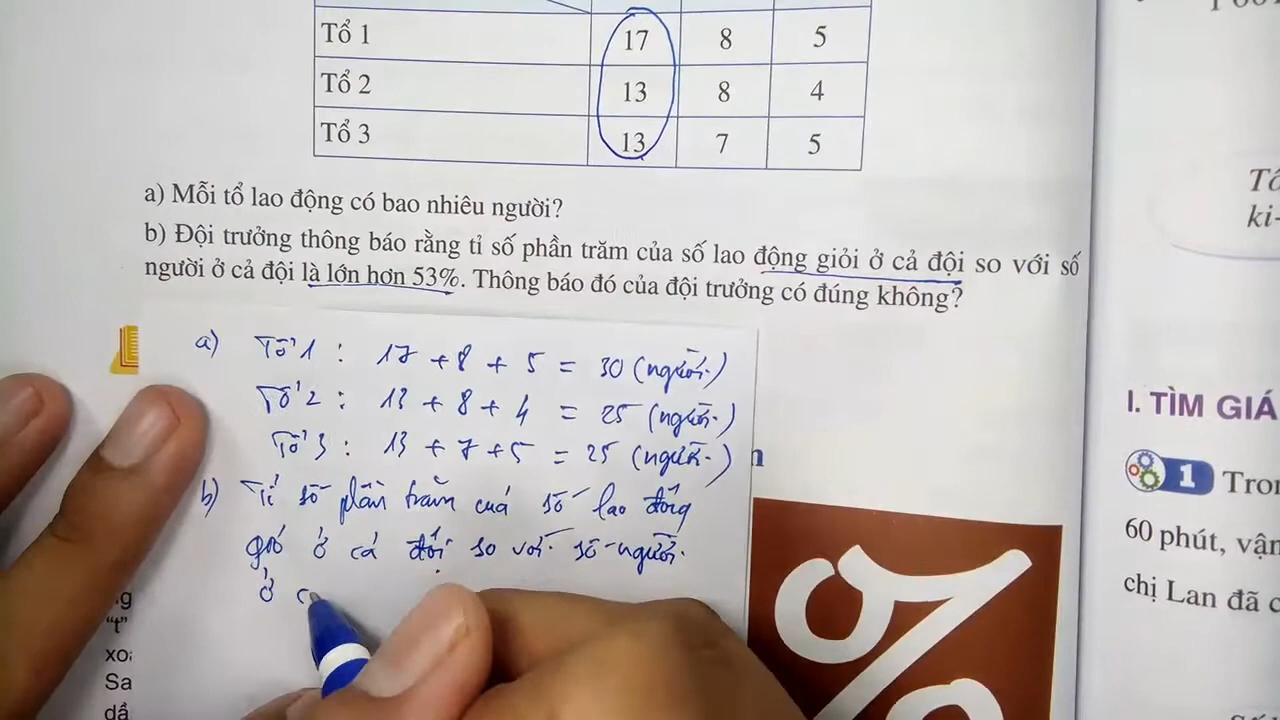 Tổ 1 17 8 5
Tổ 2 13 8 4
Tổ 3 13 7 5
a) Mỗi tổ lao động có bao nhiêu người?
b) Đội trưởng thông báo rằng tỉ số phần trăm của số lao động giỏi ở cả đội so với số
người ở cả đội là lớn hơn 53%. Thông báo đó của đội trưởng có đúng không?
a) Tổ 1 : 17 + 8 + 5 = 30 (người)
Tổ 2 : 13 + 8 + 4 = 25 (người)
Tổ 3 : 13 + 7 + 5 = 25 (người)
b) Tỉ số phần trăm của số lao động
giỏi ở cả đội so với số người
ở c
"t"
xo
Sa
dầ
%
Tố
ki-
I. TÌM GIÁ
1 Tron
60 phút, vận
chị Lan đã c